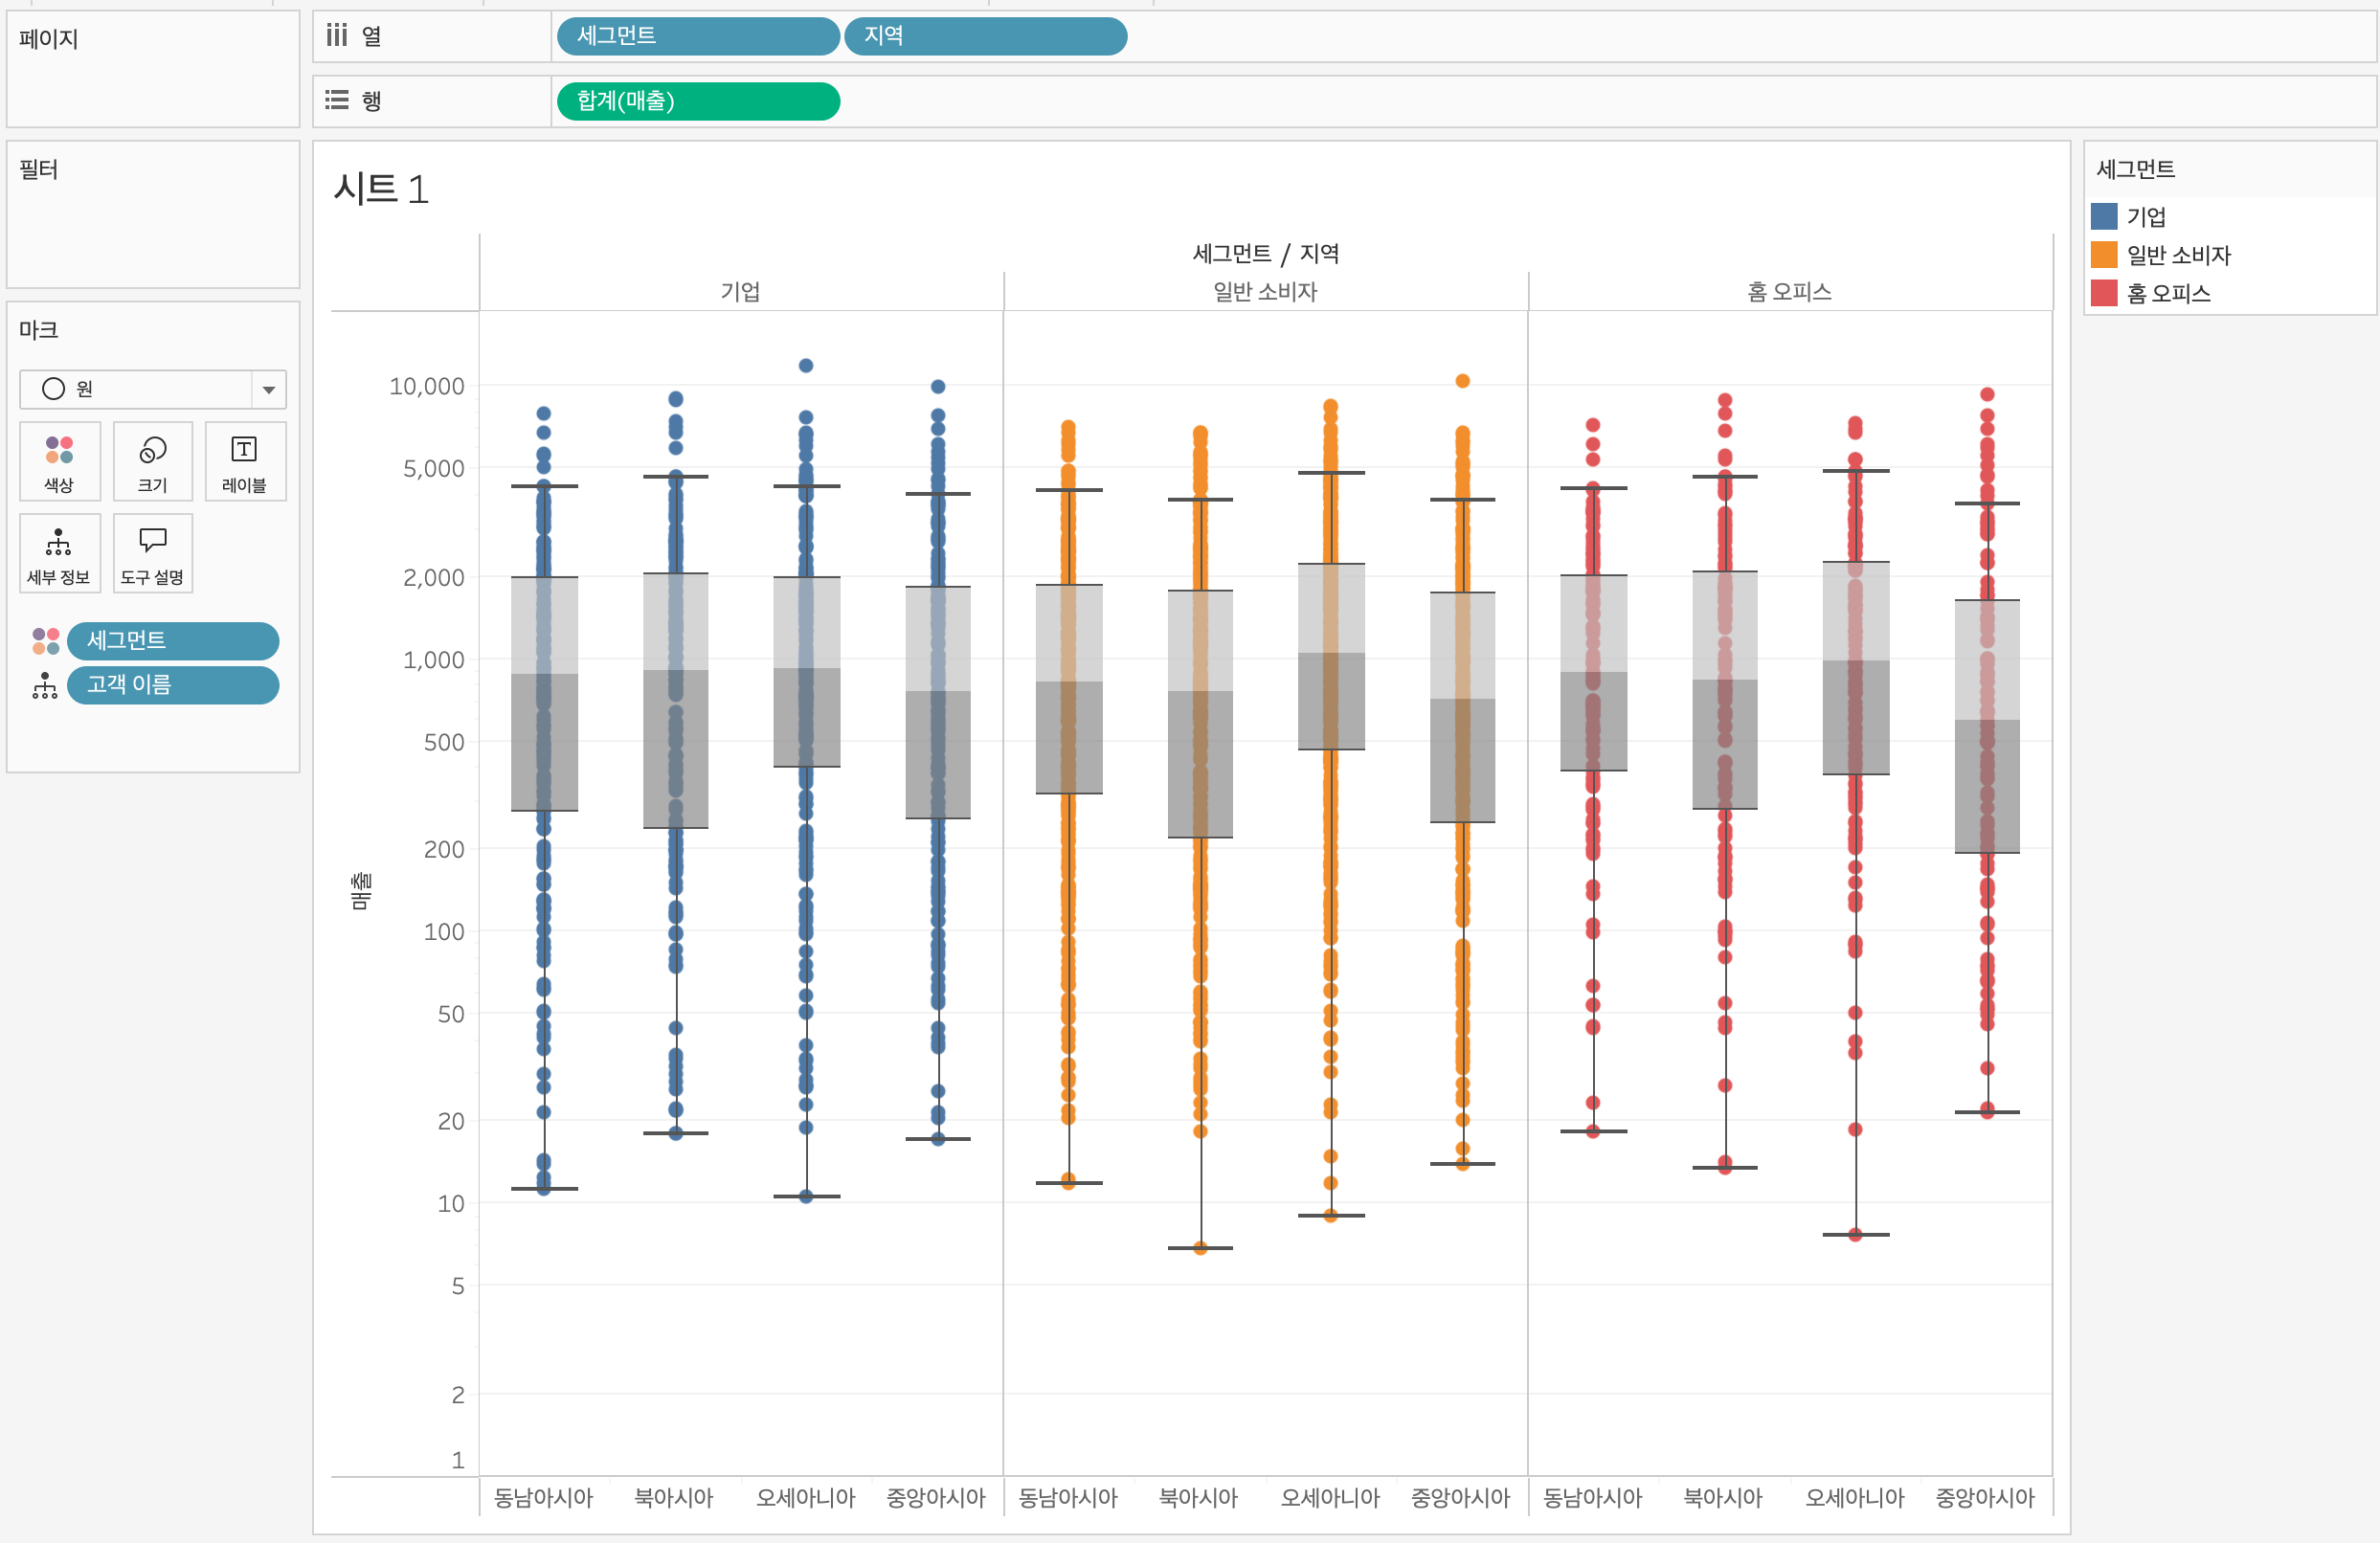 페이지
열
세그먼트
지역
행
합계(매출)
필터
마크
원
색상
크기
레이블
세부 정보
도구 설명
세그먼트
고객 이름
시트 1
세그먼트 / 지역
기업
일반 소비자
홈 오피스
매출
10,000
5,000
2,000
1,000
500
200
100
50
20
10
5
2
1
동남아시아
북아시아
오세아니아
중앙아시아
동남아시아
북아시아
오세아니아
중앙아시아
동남아시아
북아시아
오세아니아
중앙아시아
세그먼트
기업
일반 소비자
홈 오피스